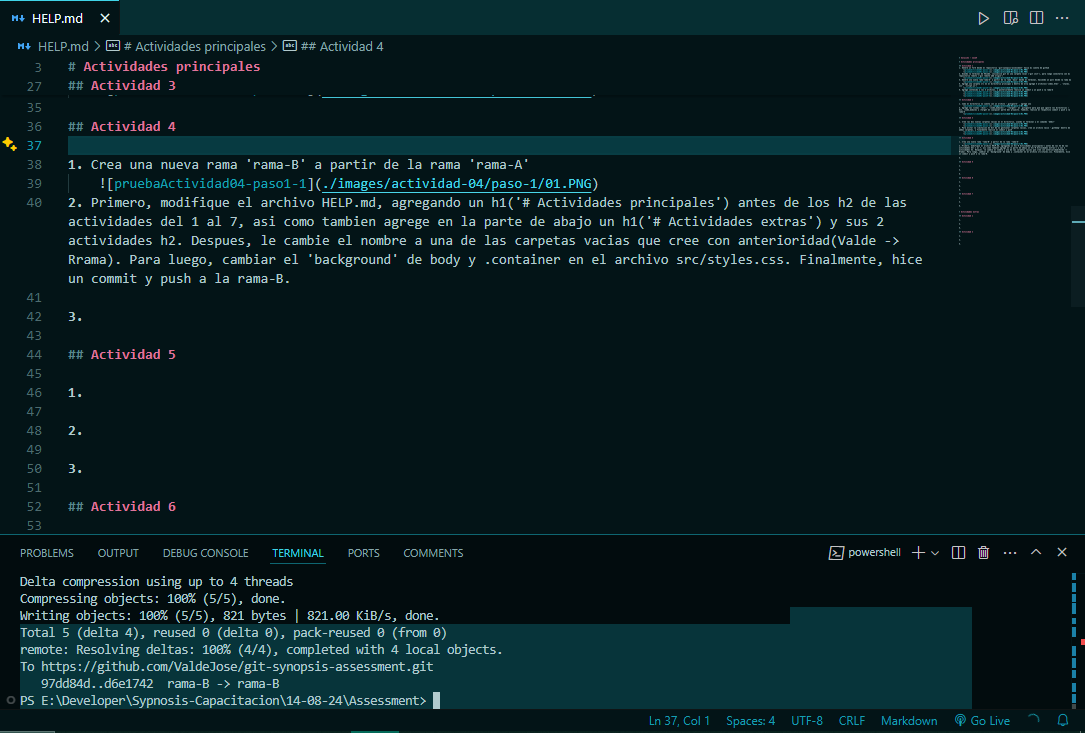 HELP.md
HELP.md > # Actividades principales > ## Actividad 4
3 # Actividades principales
27 ## Actividad 3
35
36 ## Actividad 4
37
38 1. Crea una nueva rama 'rama-B' a partir de la rama 'rama-A'
39 ![pruebaActividad04-paso1-1](./images/actividad-04/paso-1/01.PNG)
40 2. Primero, modifique el archivo HELP.md, agregando un h1('# Actividades principales') antes de los h2 de las
actividades del 1 al 7, asi como tambien agrege en la parte de abajo un h1('# Actividades extras') y sus 2
actividades h2. Despues, le cambie el nombre a una de las carpetas vacias que cree con anterioridad(Valde ->
Rrama). Para luego, cambiar el 'background' de body y .container en el archivo src/styles.css. Finalmente, hice
un commit y push a la rama-B.
41
42 3.
43
44 ## Actividad 5
45
46 1.
47
48 2.
49
50 3.
51
52 ## Actividad 6
53
PROBLEMS OUTPUT DEBUG CONSOLE TERMINAL PORTS COMMENTS powershell
Delta compression using up to 4 threads
Compressing objects: 100% (5/5), done.
Writing objects: 100% (5/5), 821 bytes | 821.00 KiB/s, done.
Total 5 (delta 4), reused 0 (delta 0), pack-reused 0 (from 0)
remote: Resolving deltas: 100% (4/4), completed with 4 local objects.
To https://github.com/ValdeJose/git-synopsis-assessment.git
97dd84d..d6e1742 rama-B -> rama-B
PS E:\Developer\Sypnosis-Capacitacion\14-08-24\Assessment>
Ln 37, Col 1 Spaces: 4 UTF-8 CRLF Markdown Go Live